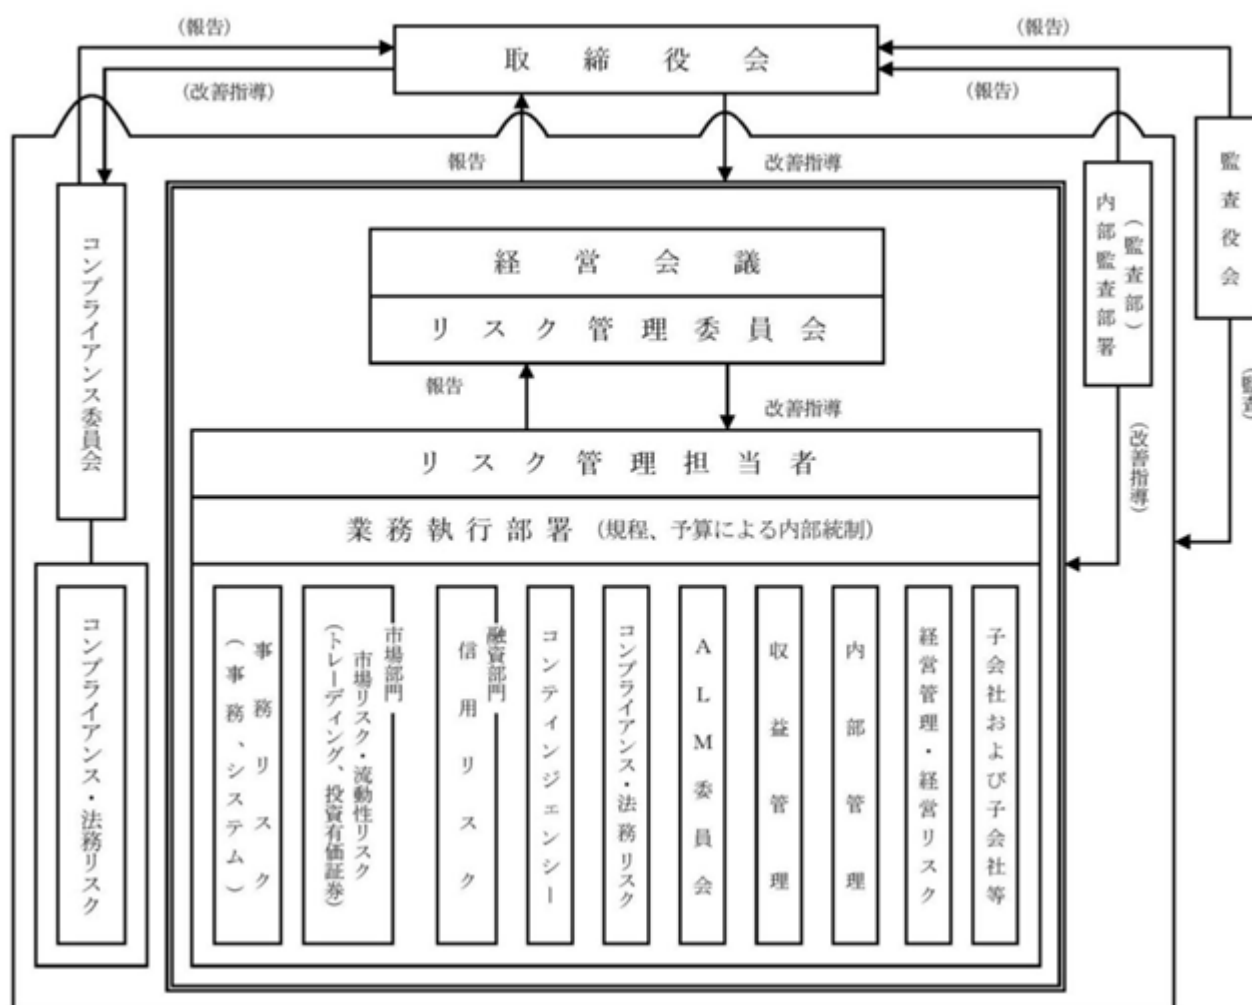 (報告)
(報告)
取締役会
(改善指導)
(報告)
報告
改善指導
監査役会
内部監査部署
(監査部)
コンプライアンス委員会
経営会議
リスク管理委員会
報告
改善指導
(監査)
(改善指導)
リスク管理担当者
業務執行部署 (規程、予算による内部統制)
コンプライアンス・法務リスク
事務リスク
(事務、システム)
市場部門
市場リスク・流動性リスク
(トレーディング、投資有価証券)
融資部門
信用リスク
コンティンジェンシー
コンプライアンス・法務リスク
ALM委員会
収益管理
内部管理
経営管理・経営リスク
子会社および子会社等